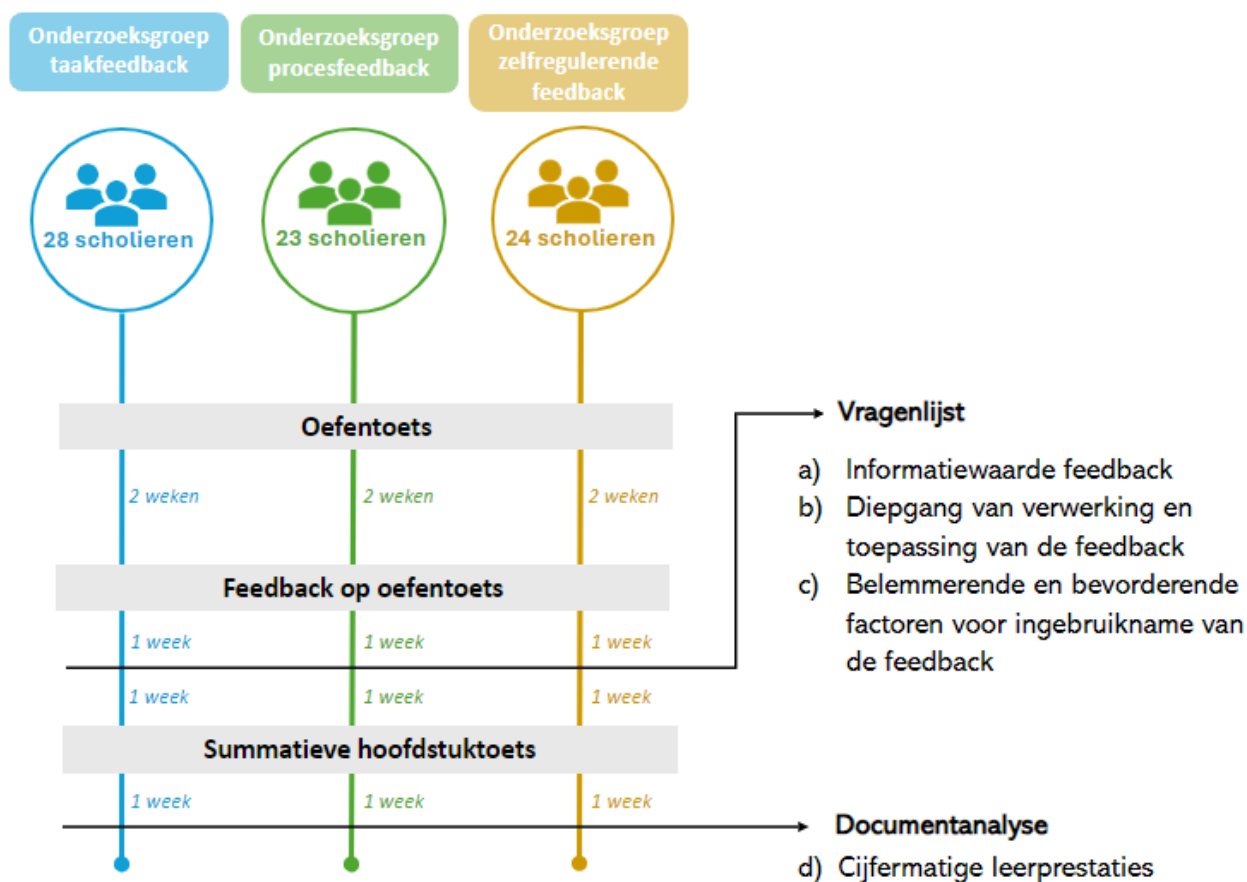 Onderzoeksgroep
taakfeedback
Onderzoeksgroep
procesfeedback
Onderzoeksgroep
zelfregulerende
feedback
28 scholieren
23 scholieren
24 scholieren
Oefentoets
2 weken
2 weken
2 weken
Feedback op oefentoets
1 week
1 week
1 week
1 week
1 week
1 week
Summatieve hoofdstuktoets
1 week
1 week
1 week
Vragenlijst
a) Informatiewaarde feedback
b) Diepgang van verwerking en
toepassing van de feedback
c) Belemmerende en bevorderende
factoren voor ingebruikname van
de feedback
Documentanalyse
d) Cijfermatige leerprestaties